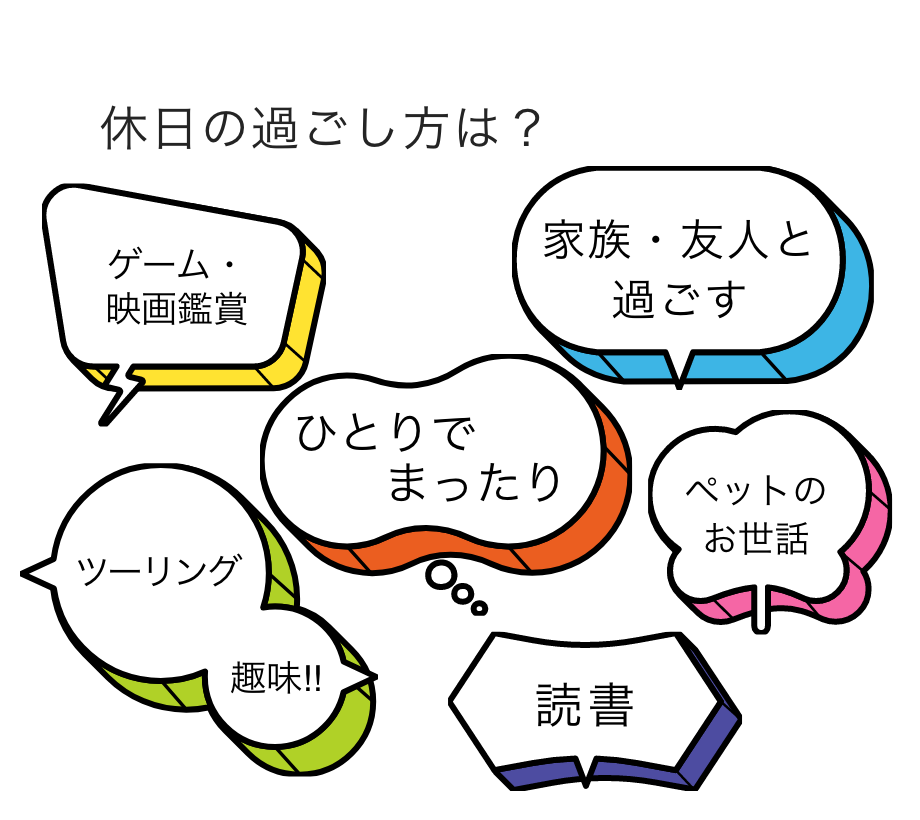 休日の過ごし方は？
ゲーム・
映画鑑賞
家族・友人と
過ごす
ひとりで
まったり
ペットの
お世話
ツーリング
趣味!!
読書